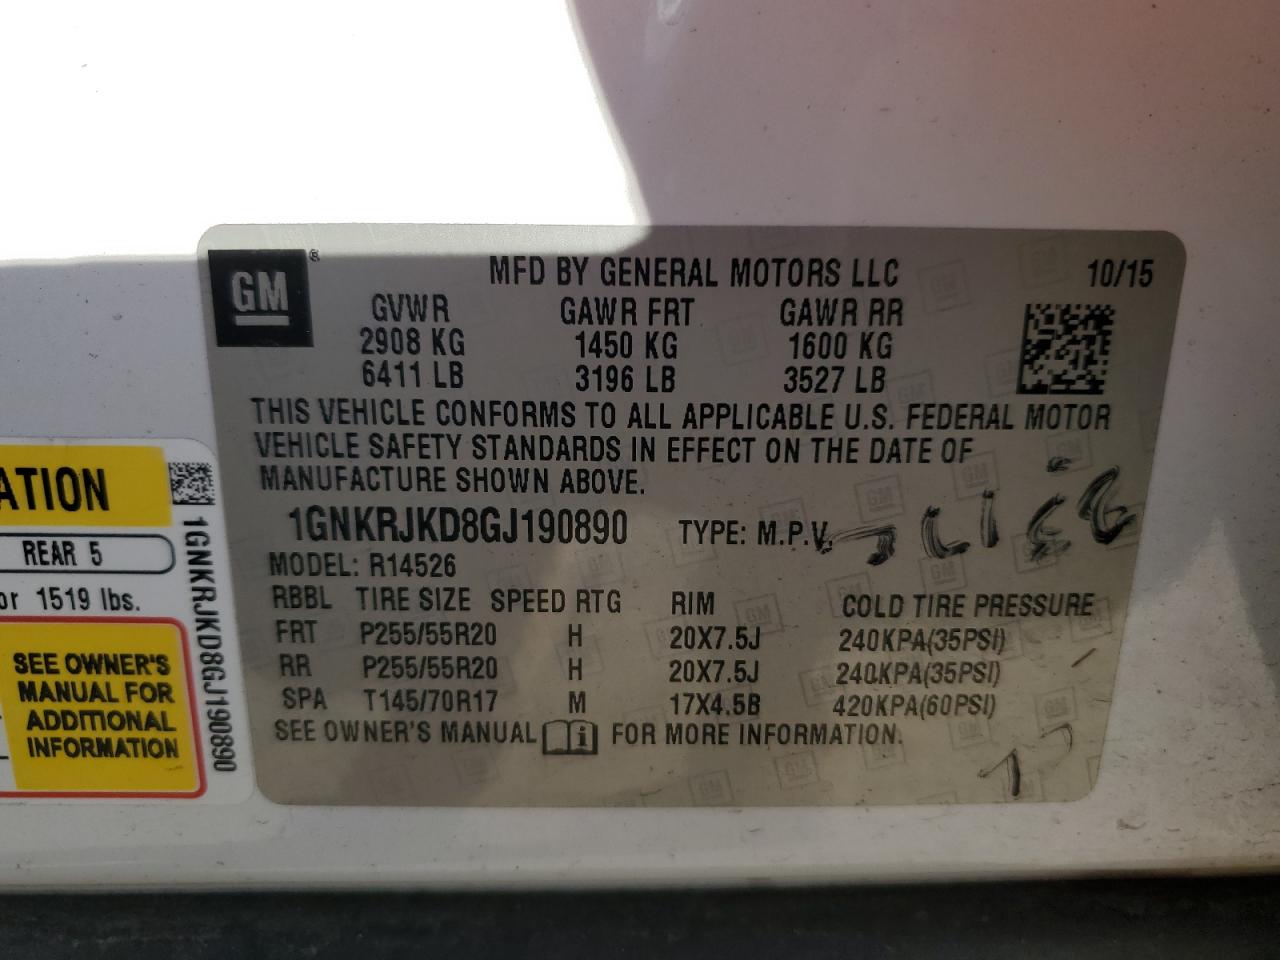 GM®
MFD BY GENERAL MOTORS LLC 10/15
GVWR GAWR FRT GAWR RR
2908 KG 1450 KG 1600 KG
6411 LB 3196 LB 3527 LB
THIS VEHICLE CONFORMS TO ALL APPLICABLE U.S. FEDERAL MOTOR
VEHICLE SAFETY STANDARDS IN EFFECT ON THE DATE OF
MANUFACTURE SHOWN ABOVE.
1GNKRJKD8GJ190890 TYPE: M.P.V.
MODEL: R14526
RBBL TIRE SIZE SPEED RTG RIM COLD TIRE PRESSURE
FRT P255/55R20 H 20X7.5J 240KPA(35PSI)
RR P255/55R20 H 20X7.5J 240KPA(35PSI)
SPA T145/70R17 M 17X4.5B 420KPA(60PSI)
SEE OWNER'S MANUAL FOR MORE INFORMATION.
ATION
REAR 5
or 1519 lbs.
SEE OWNER'S
MANUAL FOR
ADDITIONAL
INFORMATION
1GNKRJKD8GJ190890